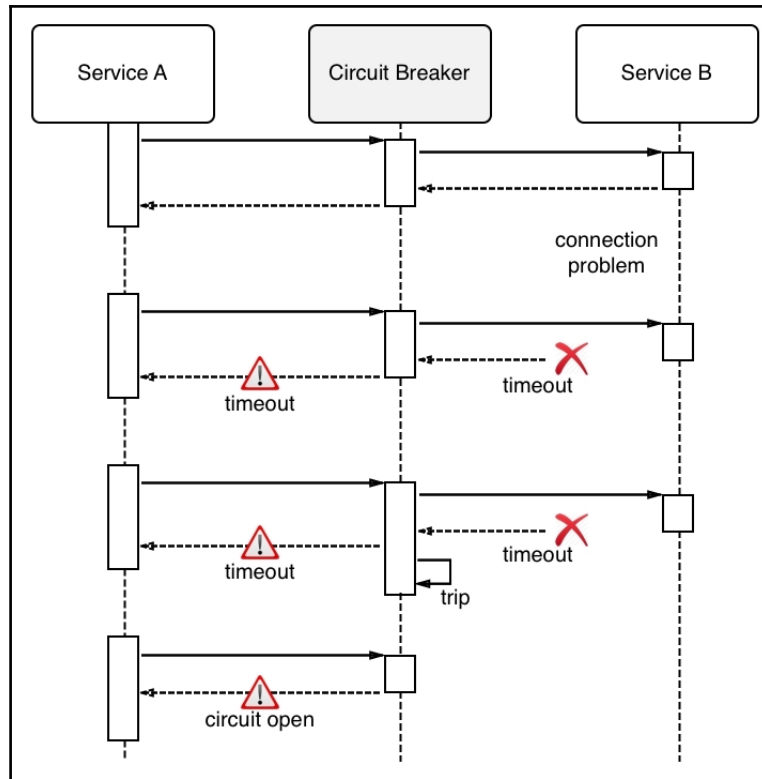 Service A
Circuit Breaker
Service B
connection
problem
timeout
timeout
timeout
timeout
trip
circuit open